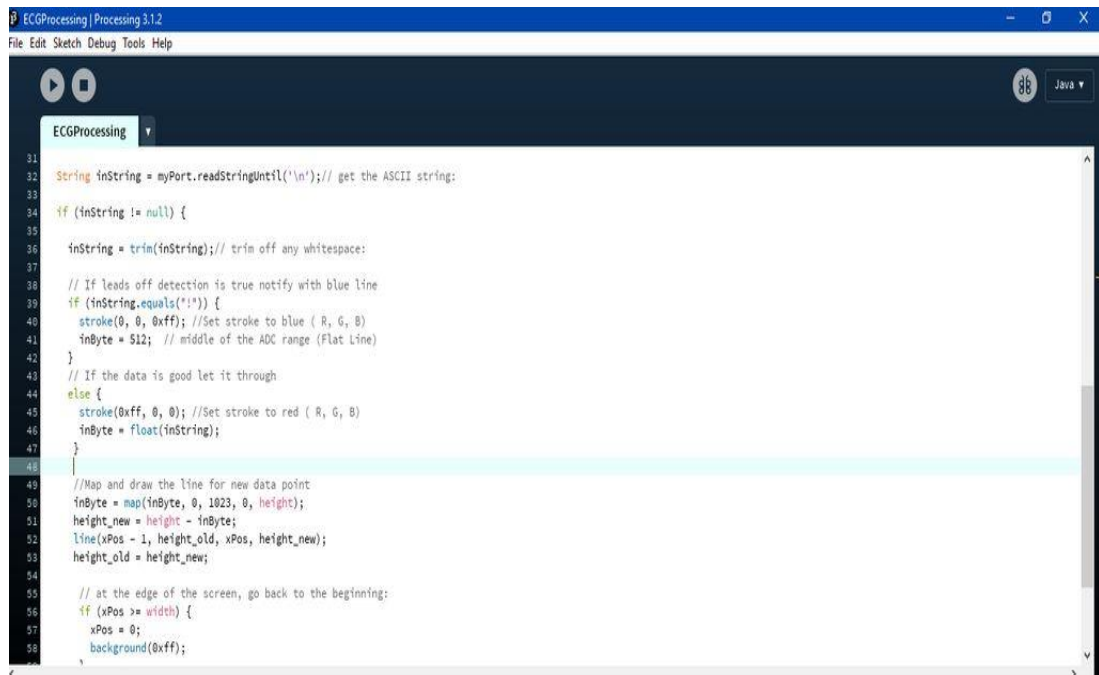 ECGProcessing | Processing 3.1.2
File Edit Sketch Debug Tools Help
Java
ECGProcessing
31
32 String inString = myPort.readStringUntil('\n');// get the ASCII string:
33
34 if (inString != null) {
35
36 inString = trim(inString);// trim off any whitespace:
37
38 // If leads off detection is true notify with blue line
39 if (inString.equals("!")) {
40 stroke(0, 0, 0xff); //Set stroke to blue ( R, G, B)
41 inByte = 512; // middle of the ADC range (Flat Line)
42 }
43 // If the data is good let it through
44 else {
45 stroke(0xff, 0, 0); //Set stroke to red ( R, G, B)
46 inByte = float(inString);
47 }
48
49 //Map and draw the line for new data point
50 inByte = map(inByte, 0, 1023, 0, height);
51 height_new = height - inByte;
52 line(xPos - 1, height_old, xPos, height_new);
53 height_old = height_new;
54
55 // at the edge of the screen, go back to the beginning:
56 if (xPos >= width) {
57 xPos = 0;
58 background(0xff);